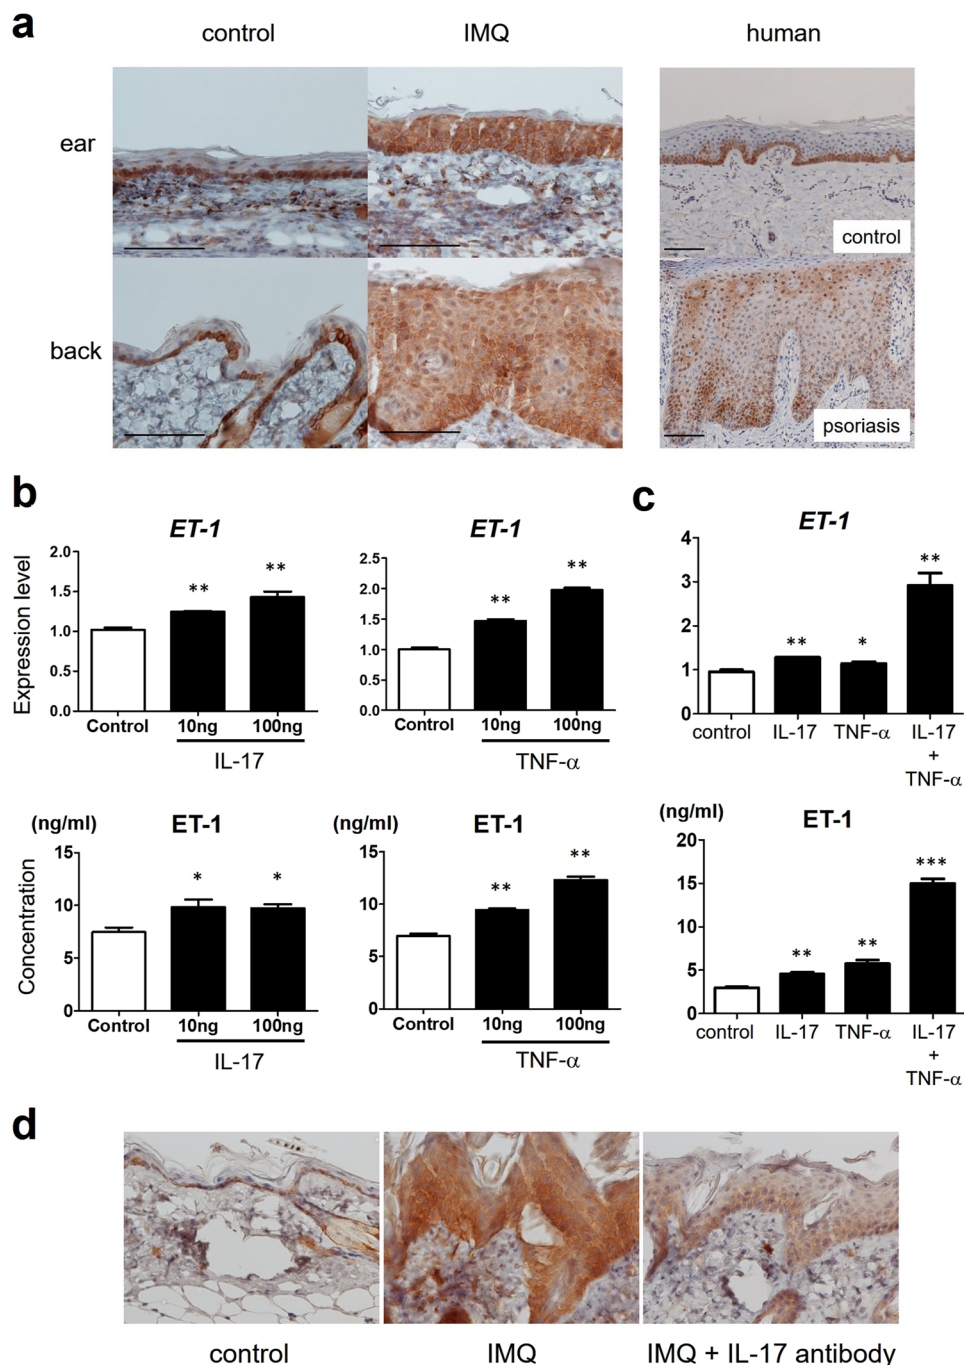 a
control IMQ human
ear
control
back
psoriasis
b
ET-1
Expression level
2.0
1.5
1.0
0.5
0.0
** **
Control 10ng 100ng
IL-17
ET-1
2.5
2.0
1.5
1.0
0.5
0.0
** **
Control 10ng 100ng
TNF-α
(ng/ml) ET-1
Concentration
15
10
5
0
* *
Control 10ng 100ng
IL-17
(ng/ml) ET-1
15
10
5
0
** **
Control 10ng 100ng
TNF-α
c
ET-1
4
3
2
1
0
** * **
control IL-17 TNF-α IL-17
+
TNF-α
(ng/ml) ET-1
20
15
10
5
0
** ** ***
control IL-17 TNF-α IL-17
+
TNF-α
d
control IMQ IMQ + IL-17 antibody